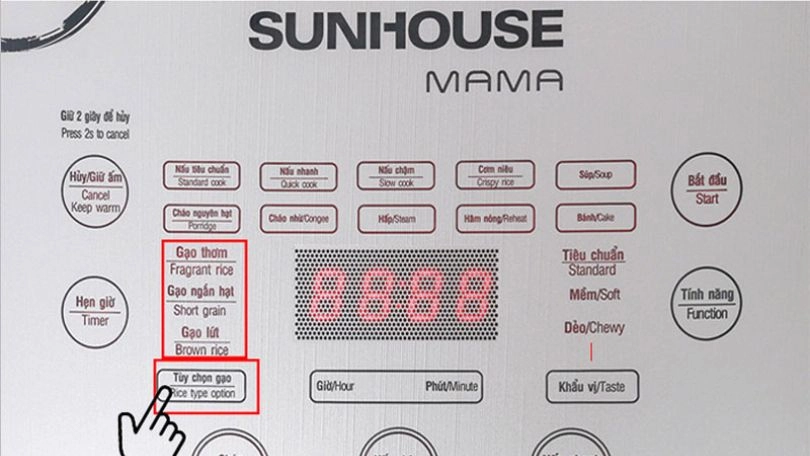 SUNHOUSE
MAMA
Giữ 2 giây để hủy
Press 2s to cancel
Hủy/Giữ ấm
Cancel
Keep warm
Nấu tiêu chuẩn
Standard cook
Nấu nhanh
Quick cook
Nấu chậm
Slow cook
Cơm niêu
Crispy rice
Súp/Soup
Bắt đầu
Start
Cháo nguyên hạt
Porridge
Cháo nhừ/Congee
Hấp/Steam
Hâm nóng/Reheat
Bánh/Cake
Gạo thơm
Fragrant rice
Gạo ngắn hạt
Short grain
Gạo lứt
Brown rice
88:88
Tiêu chuẩn
Standard
Mềm/Soft
Dẻo/Chewy
Hẹn giờ
Timer
Tính năng
Function
Tùy chọn gạo
Rice type option
Giờ/Hour
Phút/Minute
Khẩu vị/Taste